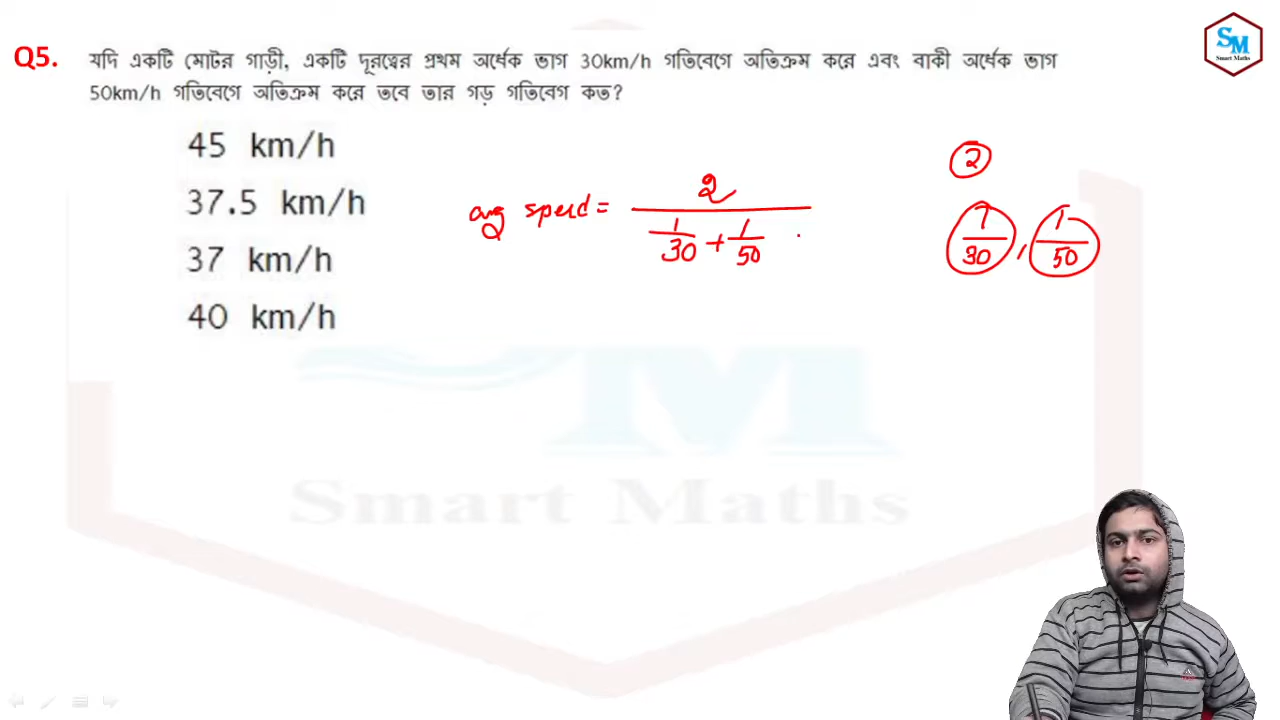 Q5. যদি একটি মোটর গাড়ী, একটি দূরত্বের প্রথম অর্ধেক ভাগ 30km/h গতিবেগে অতিক্রম করে এবং বাকী অর্ধেক ভাগ
50km/h গতিবেগে অতিক্রম করে তবে তার গড় গতিবেগ কত?
SM
Smart Maths
45 km/h
37.5 km/h
37 km/h
40 km/h
avg speed = 2
1/30 + 1/50
2
1/30 , 1/50
Smart Maths